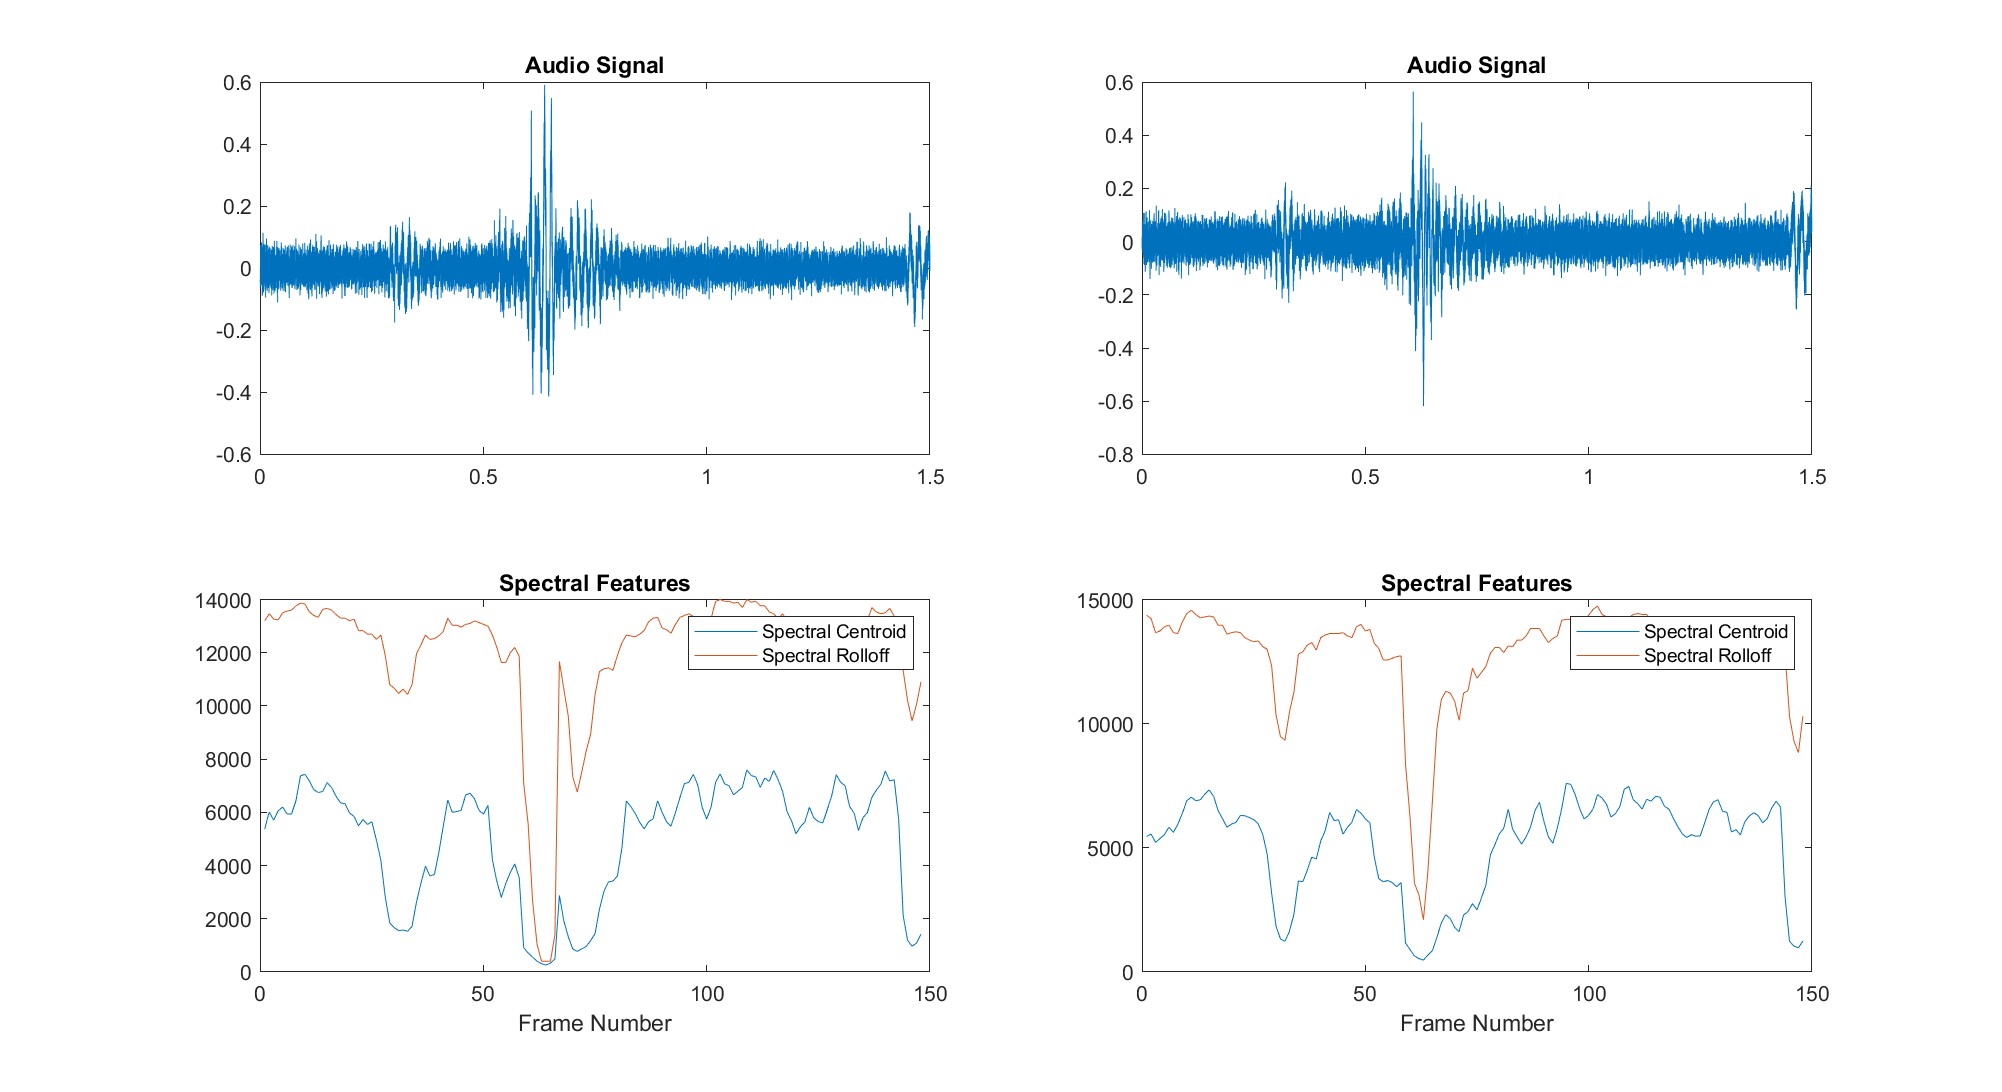 Audio Signal
0.6
0.4
0.2
0
-0.2
-0.4
-0.6
0 0.5 1 1.5
Audio Signal
0.6
0.4
0.2
0
-0.2
-0.4
-0.6
-0.8
0 0.5 1 1.5
Spectral Features
14000
12000
10000
8000
6000
4000
2000
0
Spectral Centroid
Spectral Rolloff
0 50 100 150
Frame Number
Spectral Features
15000
10000
5000
0
Spectral Centroid
Spectral Rolloff
0 50 100 150
Frame Number